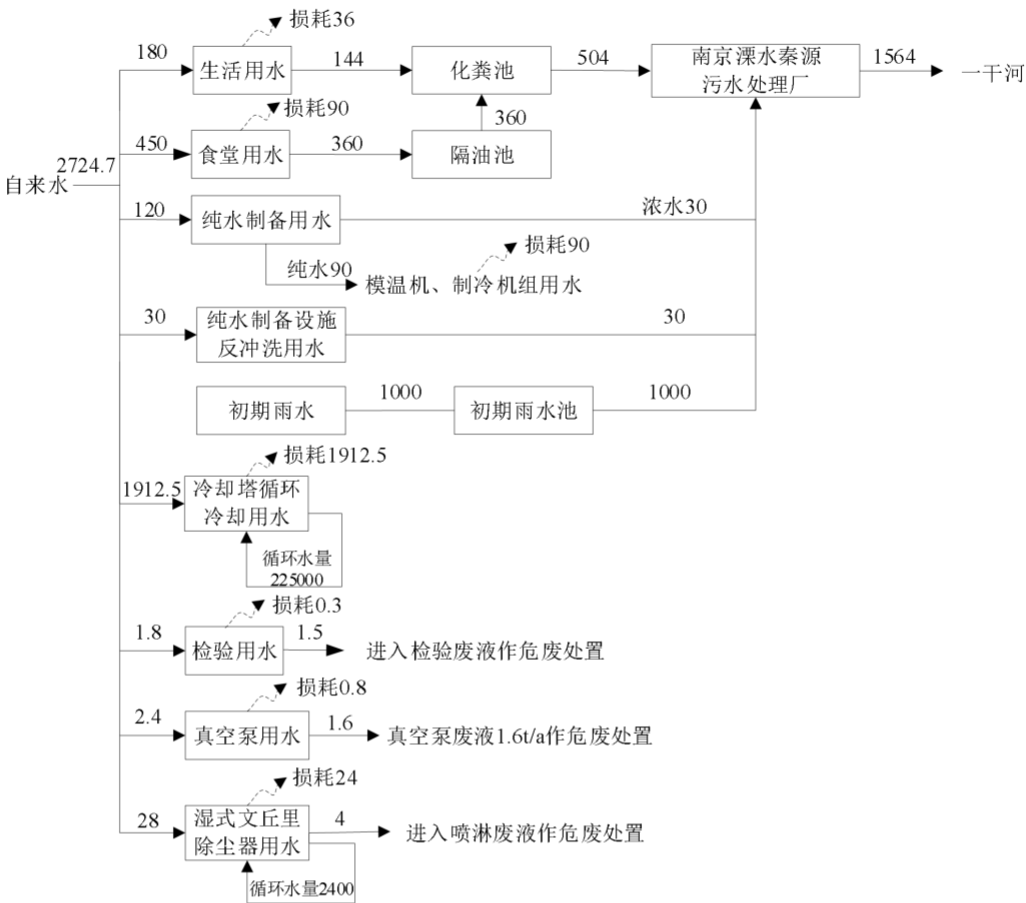 损耗36
180
生活用水
144
化粪池
504
南京溧水秦源
污水处理厂
1564
一干河
损耗90
360
450
食堂用水
360
隔油池
2724.7
自来水
120
纯水制备用水
浓水30
纯水90
损耗90
模温机、制冷机组用水
30
纯水制备设施
反冲洗用水
30
初期雨水
1000
初期雨水池
1000
损耗1912.5
1912.5
冷却塔循环
冷却用水
循环水量
225000
损耗0.3
1.8
检验用水
1.5
进入检验废液作危废处置
损耗0.8
2.4
真空泵用水
1.6
真空泵废液1.6t/a作危废处置
损耗24
28
湿式文丘里
除尘器用水
4
进入喷淋废液作危废处置
循环水量2400